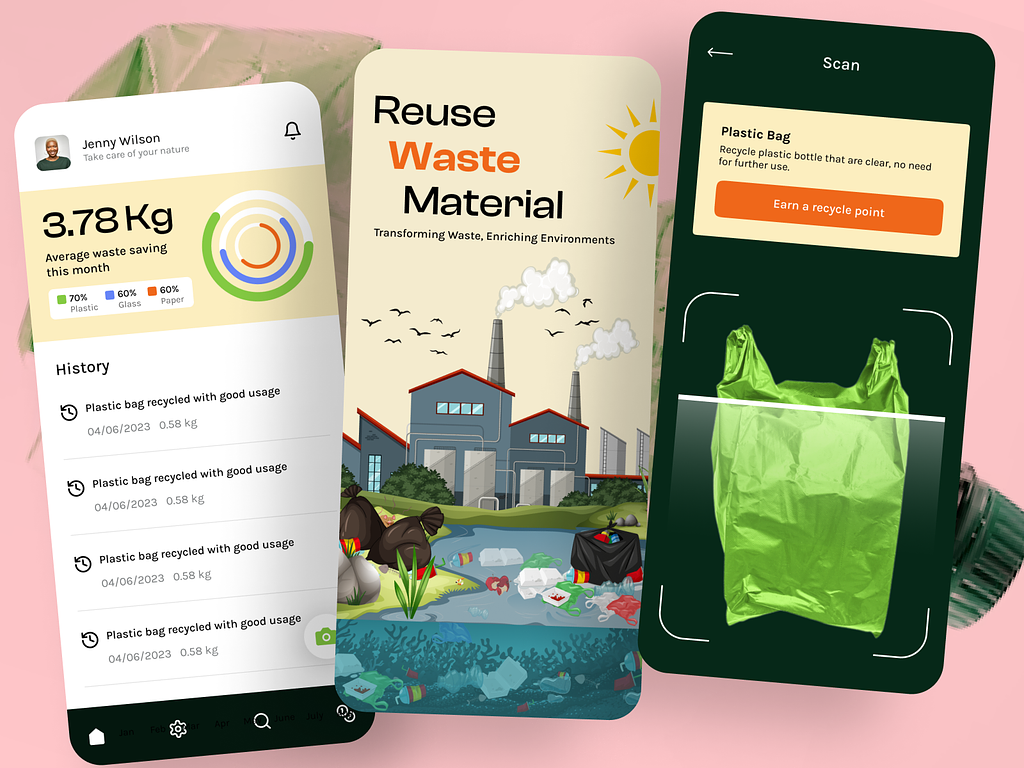 Jenny Wilson
Take care of your nature
3.78 Kg
Average waste saving
this month
70%
Plastic
60%
Glass
60%
Paper
History
Plastic bag recycled with good usage
04/06/2023 0.58 kg
Plastic bag recycled with good usage
04/06/2023 0.58 kg
Plastic bag recycled with good usage
04/06/2023 0.58 kg
Plastic bag recycled with good usage
04/06/2023 0.58 kg
Jan Feb Apr June July
Reuse
Waste
Material
Transforming Waste, Enriching Environments
Scan
Plastic Bag
Recycle plastic bottle that are clear, no need
for further use.
Earn a recycle point